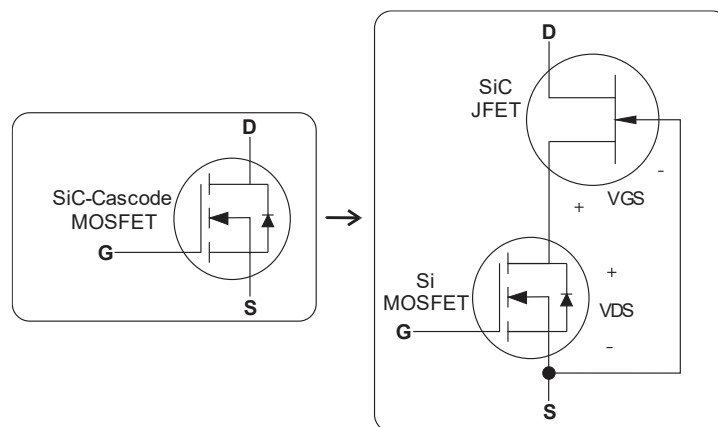 D
SiC-Cascode
MOSFET
G
S
D
SiC
JFET
-
+
VGS
Si
MOSFET
+
VDS
-
G
S